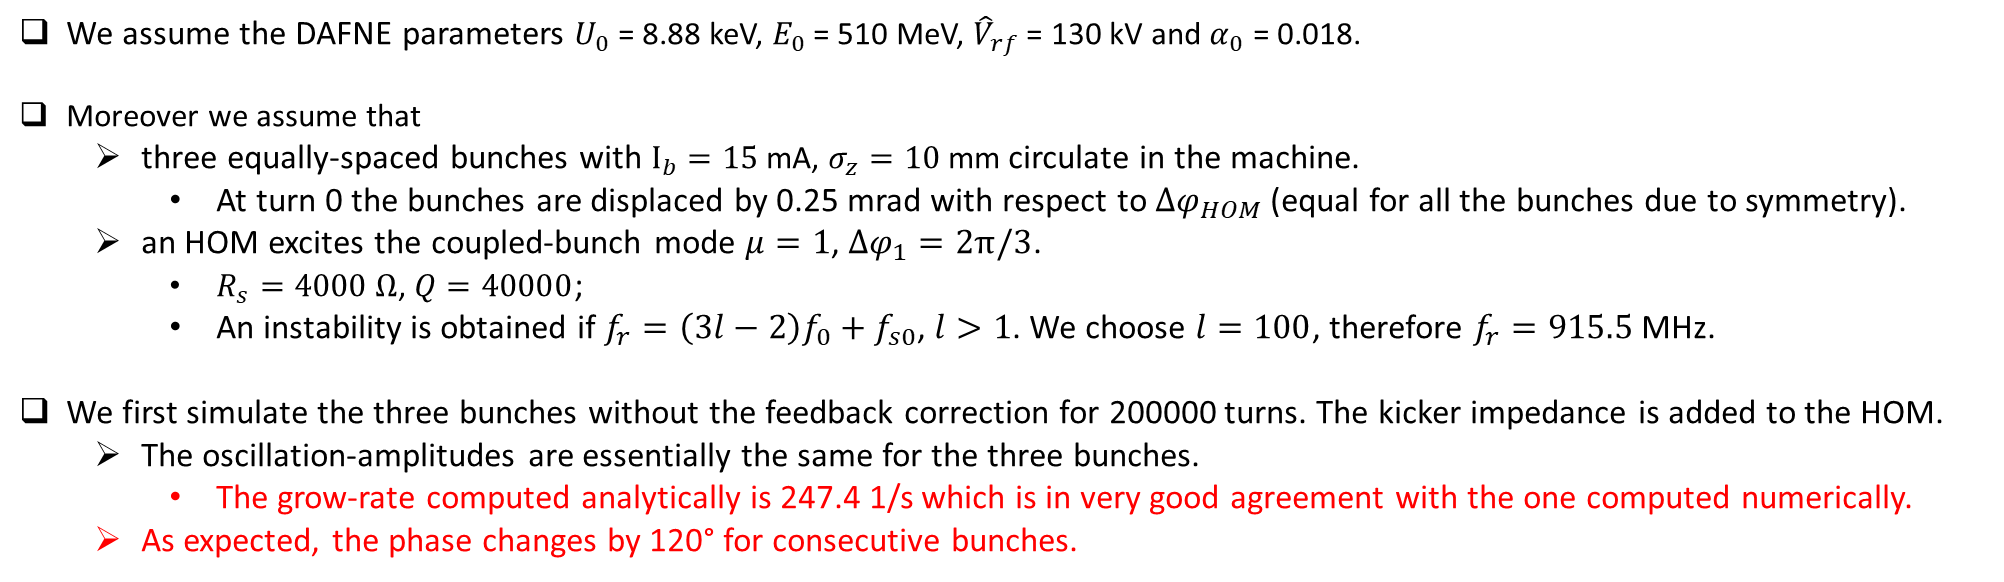 ❑ We assume the DAFNE parameters U₀ = 8.88 keV, E₀ = 510 MeV, V̂_rf = 130 kV and α₀ = 0.018.
❑ Moreover we assume that
➢ three equally-spaced bunches with I_b = 15 mA, σ_z = 10 mm circulate in the machine.
• At turn 0 the bunches are displaced by 0.25 mrad with respect to Δφ_HOM (equal for all the bunches due to symmetry).
➢ an HOM excites the coupled-bunch mode μ = 1, Δφ₁ = 2π/3.
• R_s = 4000 Ω, Q = 40000;
• An instability is obtained if f_r = (3l − 2)f₀ + f_s0, l > 1. We choose l = 100, therefore f_r = 915.5 MHz.
❑ We first simulate the three bunches without the feedback correction for 200000 turns. The kicker impedance is added to the HOM.
➢ The oscillation-amplitudes are essentially the same for the three bunches.
• The grow-rate computed analytically is 247.4 1/s which is in very good agreement with the one computed numerically.
➢ As expected, the phase changes by 120° for consecutive bunches.